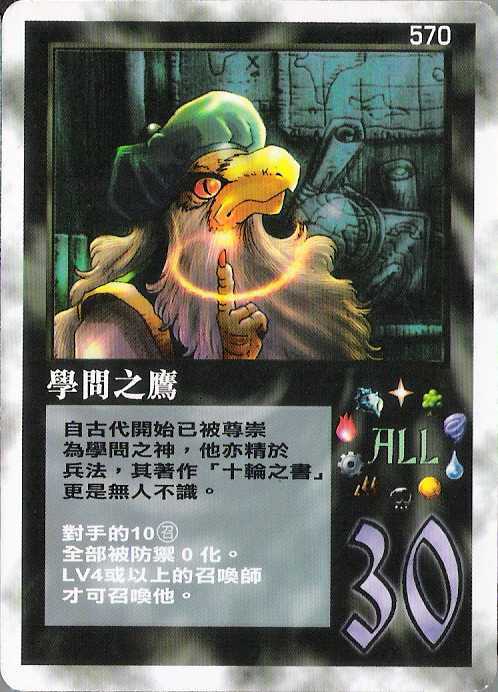 570
學問之鷹
自古代開始已被尊崇
為學問之神，他亦精於
兵法，其著作「十輪之書」
更是無人不識。
對手的10㊁
全部被防禦0化。
LV4或以上的召喚師
才可召喚他。
ALL
30